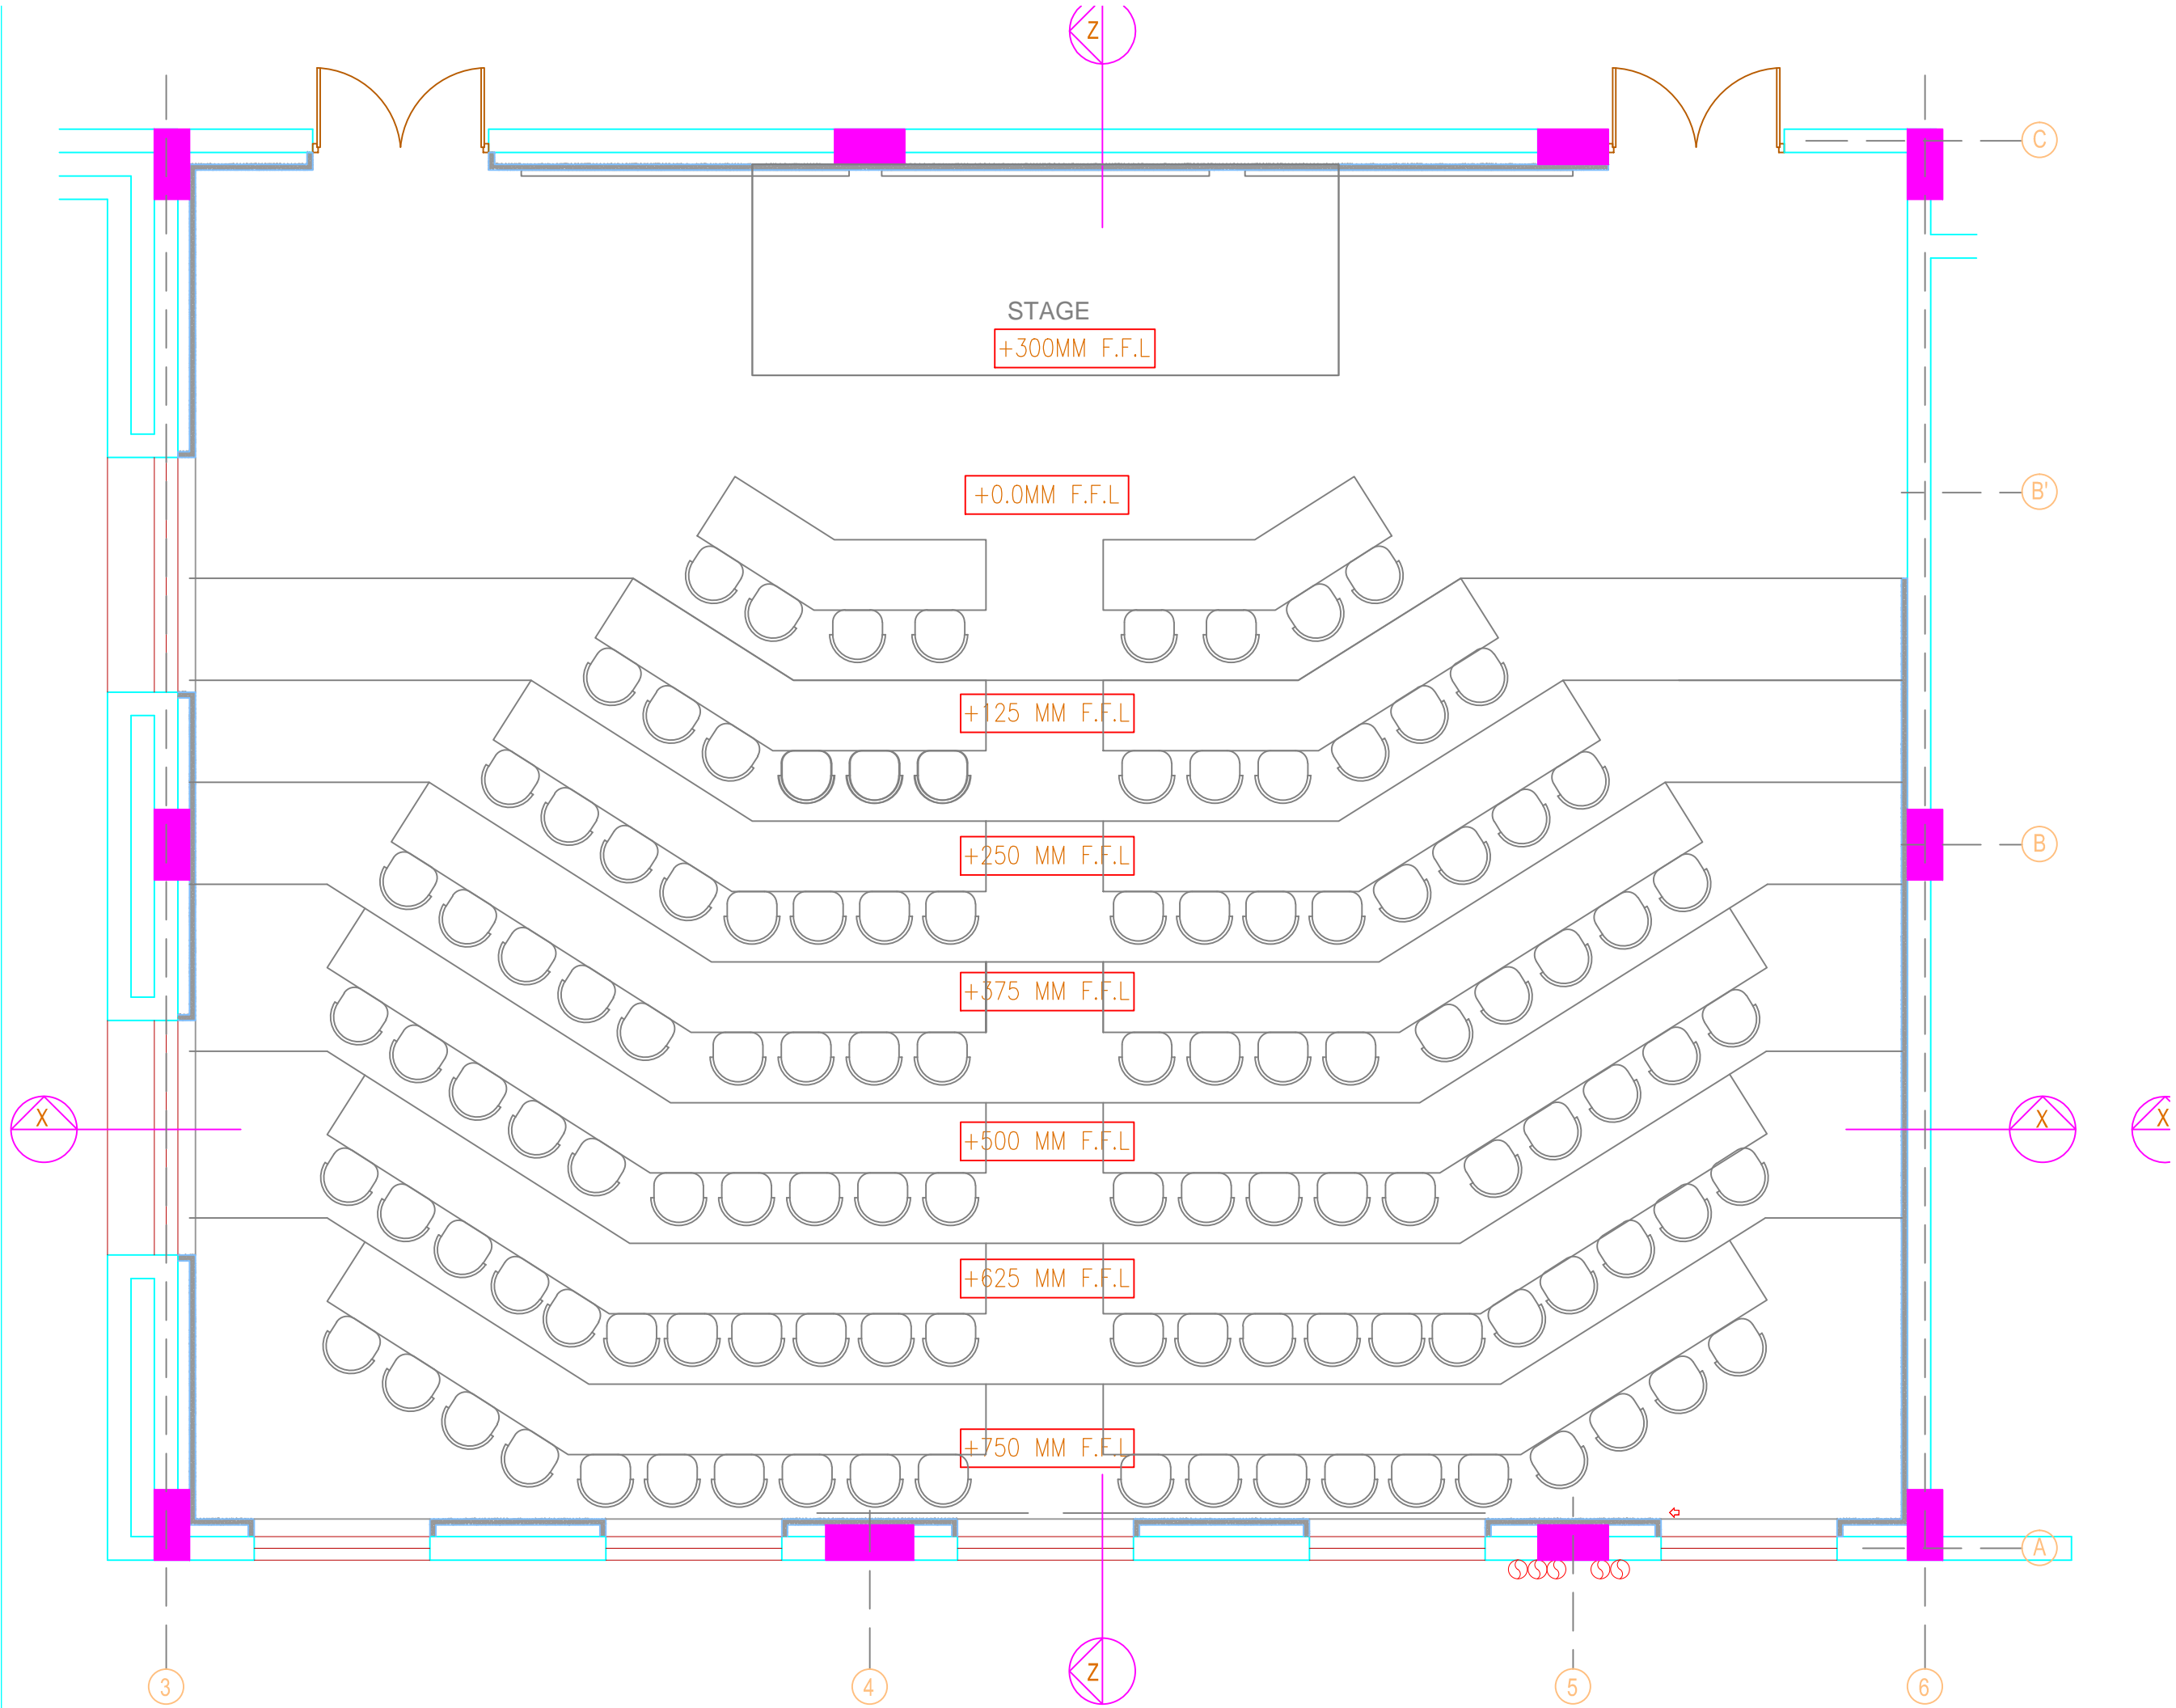 Z
C
STAGE
+300MM F.F.L
+0.0MM F.F.L
B'
+125 MM F.F.L
+250 MM F.F.L
B
+375 MM F.F.L
X
X
X
+500 MM F.F.L
+625 MM F.F.L
+750 MM F.F.L
A
Z
3
4
5
6